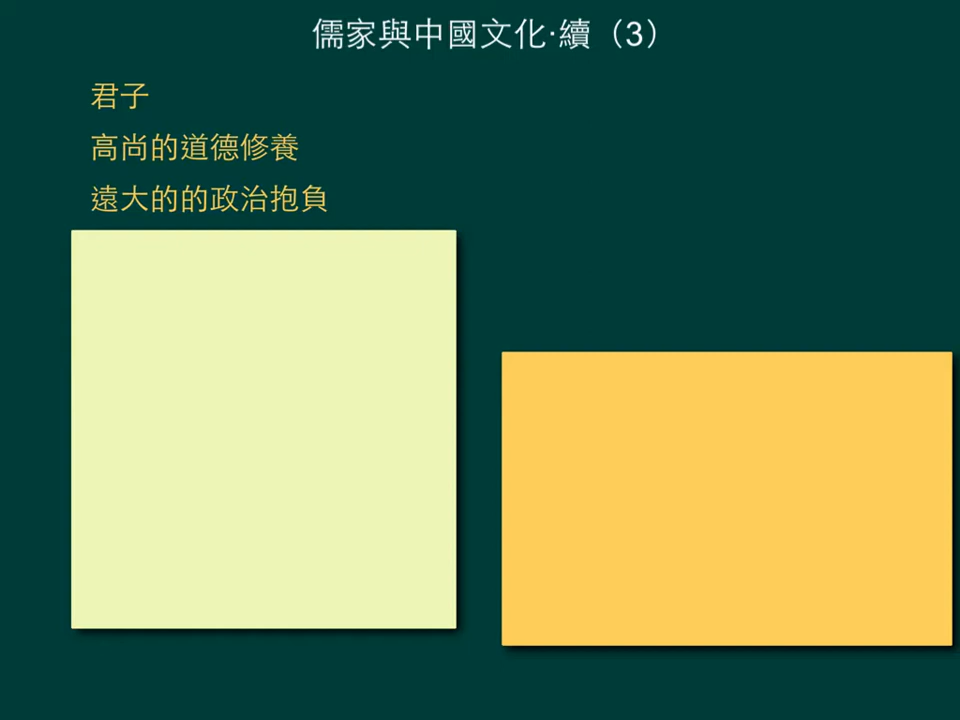 儒家與中國文化·續（3）
君子
高尚的道德修養
遠大的的政治抱負